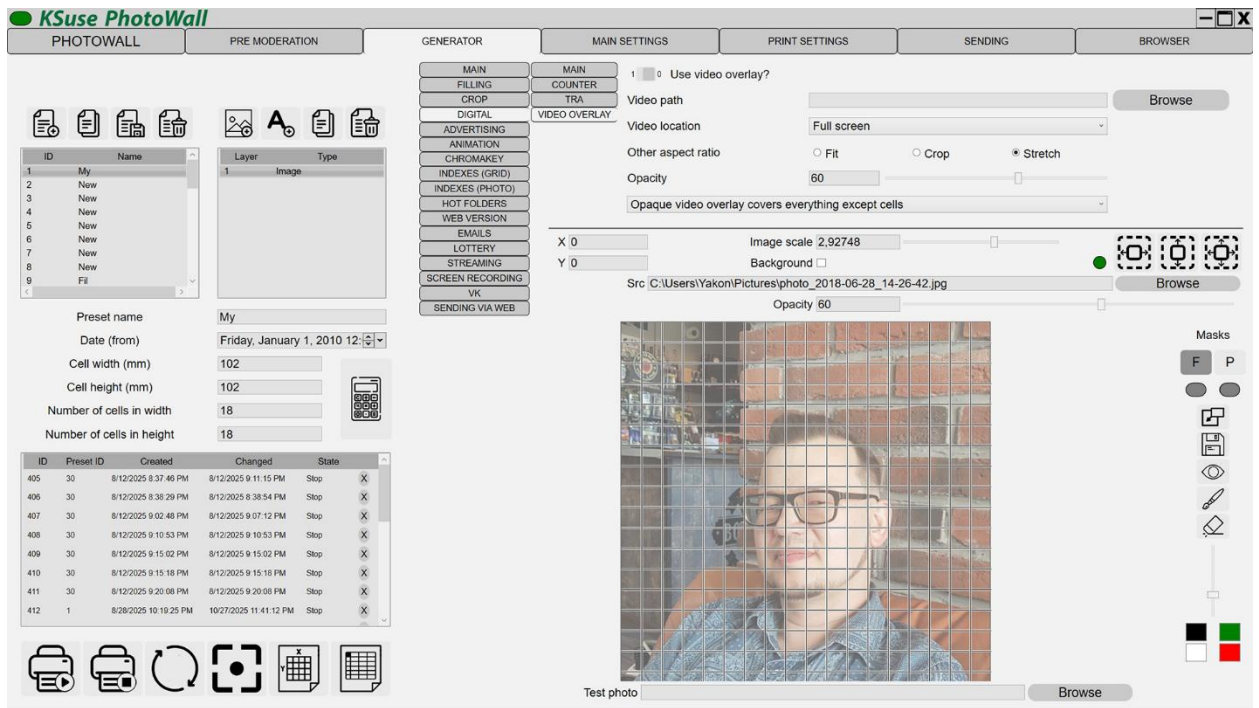 KSuse PhotoWall
PHOTOWALL PRE MODERATION GENERATOR MAIN SETTINGS PRINT SETTINGS SENDING BROWSER
MAIN
FILLING
CROP
DIGITAL
ADVERTISING
ANIMATION
CHROMAKEY
INDEXES (GRID)
INDEXES (PHOTO)
HOT FOLDERS
WEB VERSION
EMAILS
LOTTERY
STREAMING
SCREEN RECORDING
VK
SENDING VIA WEB
MAIN
COUNTER
TRA
VIDEO OVERLAY
1 0 Use video overlay?
Video path Browse
Video location Full screen
Other aspect ratio Fit Crop Stretch
Opacity 60
Opaque video overlay covers everything except cells
X 0 Image scale 2,92748
Y 0 Background
Src C:\Users\Yakon\Pictures\photo_2018-06-28_14-26-42.jpg Browse
Opacity 60
ID Name
1 My
2 New
3 New
4 New
5 New
6 New
7 New
8 New
9 Fil
Layer Type
1 Image
Preset name My
Date (from) Friday, January 1, 2010 12:
Cell width (mm) 102
Cell height (mm) 102
Number of cells in width 18
Number of cells in height 18
ID Preset ID Created Changed State
405 30 8/12/2025 8:37:46 PM 8/12/2025 9:11:15 PM Stop X
406 30 8/12/2025 8:38:29 PM 8/12/2025 8:38:54 PM Stop X
407 30 8/12/2025 9:02:48 PM 8/12/2025 9:07:12 PM Stop X
408 30 8/12/2025 9:10:53 PM 8/12/2025 9:10:53 PM Stop X
409 30 8/12/2025 9:15:02 PM 8/12/2025 9:15:02 PM Stop X
410 30 8/12/2025 9:15:18 PM 8/12/2025 9:15:18 PM Stop X
411 30 8/12/2025 9:20:08 PM 8/12/2025 9:20:08 PM Stop X
412 1 8/28/2025 10:19:25 PM 10/27/2025 11:41:12 PM Stop X
Masks
F P
Test photo Browse